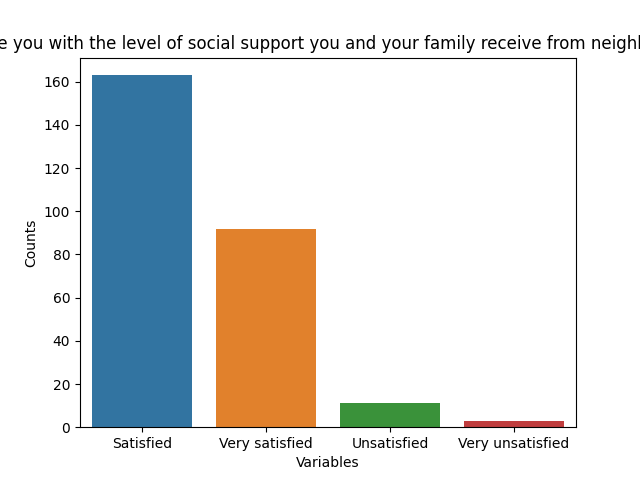 e you with the level of social support you and your family receive from neighb
Counts
160
140
120
100
80
60
40
20
0
Satisfied Very satisfied Unsatisfied Very unsatisfied
Variables